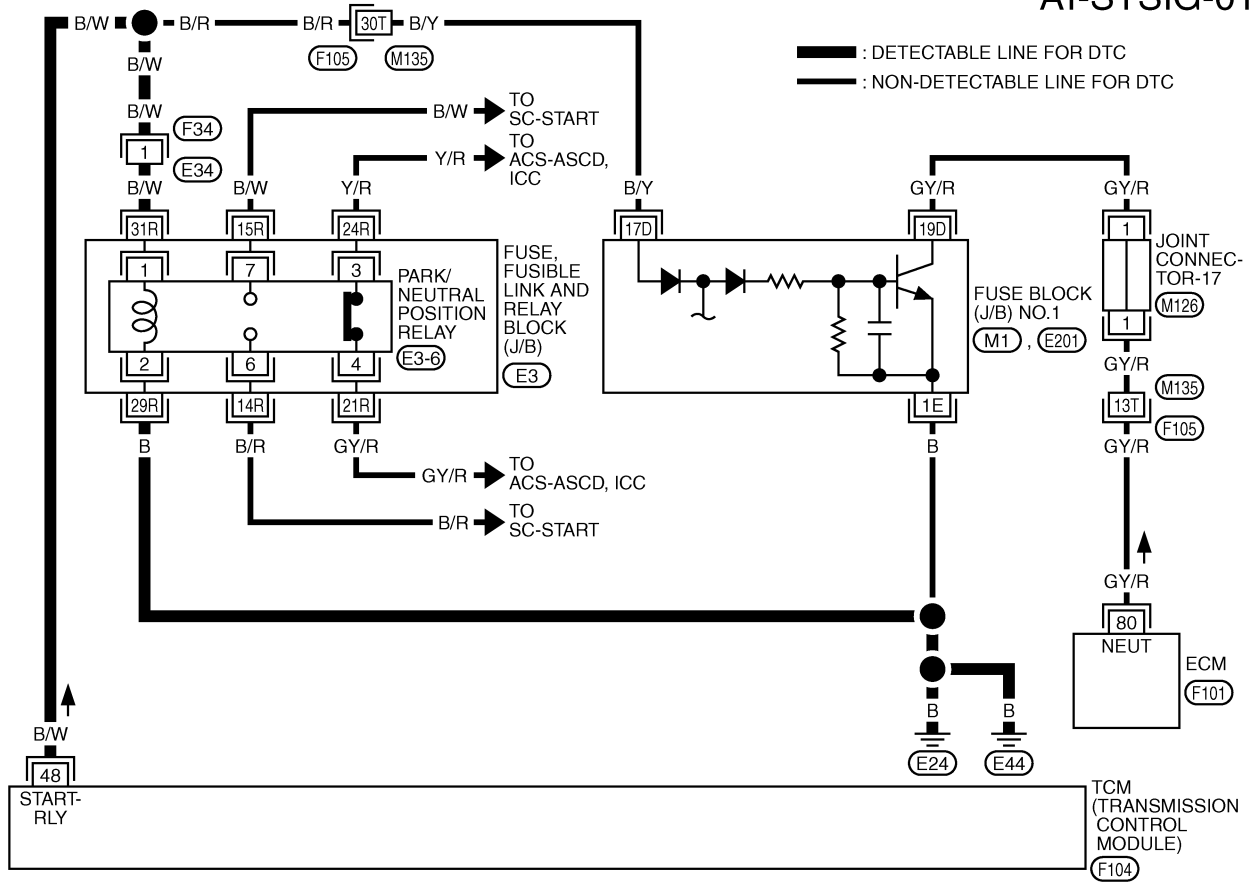 AT-STSIG-01
B/W
B/R
B/R
30T
B/Y
F105
M135
: DETECTABLE LINE FOR DTC
: NON-DETECTABLE LINE FOR DTC
B/W
B/W
F34
1
E34
B/W
B/W
TO
SC-START
Y/R
TO
ACS-ASCD,
ICC
B/W
Y/R
B/Y
GY/R
GY/R
31R
15R
24R
17D
19D
1
1
7
3
PARK/
NEUTRAL
POSITION
RELAY
E3-6
2
6
4
FUSE,
FUSIBLE
LINK AND
RELAY
BLOCK
(J/B)
E3
FUSE BLOCK
(J/B) NO.1
M1 , E201
JOINT
CONNEC-
TOR-17
M126
1
GY/R
29R
14R
21R
1E
13T
M135
F105
B
B/R
GY/R
B
GY/R
GY/R
TO
ACS-ASCD, ICC
B/R
TO
SC-START
GY/R
80
NEUT
ECM
F101
B
B
E24
E44
B/W
48
START-
RLY
TCM
(TRANSMISSION
CONTROL
MODULE)
F104